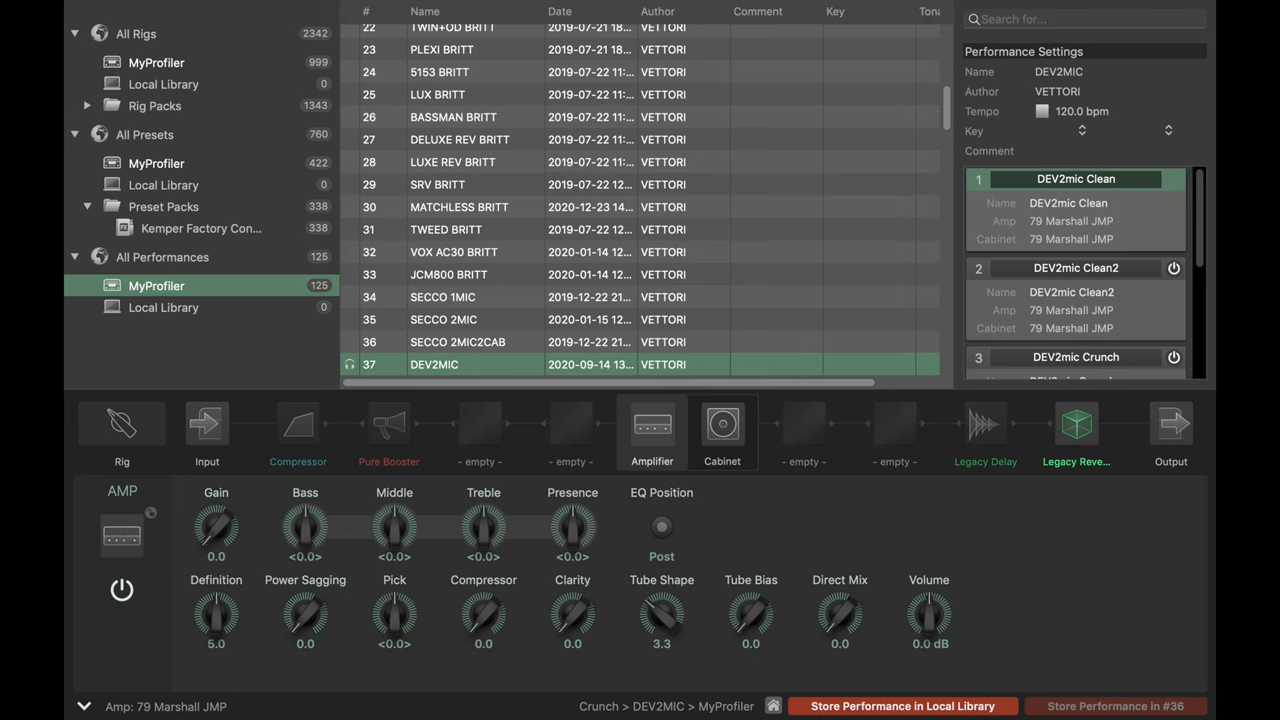 All Rigs 2342
MyProfiler 999
Local Library 0
Rig Packs 1343
All Presets 760
MyProfiler 422
Local Library 0
Preset Packs 338
Kemper Factory Con... 338
All Performances 125
MyProfiler 125
Local Library 0
# Name Date Author Comment Key Tona
22 TWIN+OD BRITT 2019-07-21 18... VETTORI
23 PLEXI BRITT 2019-07-21 18... VETTORI
24 5153 BRITT 2019-07-22 11:... VETTORI
25 LUX BRITT 2019-07-22 11:... VETTORI
26 BASSMAN BRITT 2019-07-22 11:... VETTORI
27 DELUXE REV BRITT 2019-07-22 11:... VETTORI
28 LUXE REV BRITT 2019-07-22 11:... VETTORI
29 SRV BRITT 2019-07-22 12... VETTORI
30 MATCHLESS BRITT 2020-12-23 14... VETTORI
31 TWEED BRITT 2019-07-22 12... VETTORI
32 VOX AC30 BRITT 2020-01-14 12... VETTORI
33 JCM800 BRITT 2020-01-14 12... VETTORI
34 SECCO 1MIC 2019-12-22 21... VETTORI
35 SECCO 2MIC 2020-01-15 12... VETTORI
36 SECCO 2MIC2CAB 2019-12-22 21... VETTORI
37 DEV2MIC 2020-09-14 13... VETTORI
Search for...
Performance Settings
Name DEV2MIC
Author VETTORI
Tempo 120.0 bpm
Key
Comment
1 DEV2mic Clean
Name DEV2mic Clean
Amp 79 Marshall JMP
Cabinet 79 Marshall JMP
2 DEV2mic Clean2
Name DEV2mic Clean2
Amp 79 Marshall JMP
Cabinet 79 Marshall JMP
3 DEV2mic Crunch
Rig Input Compressor Pure Booster - empty - - empty - Amplifier Cabinet - empty - - empty - Legacy Delay Legacy Reve... Output
AMP
Gain Bass Middle Treble Presence EQ Position
0.0 <0.0> <0.0> <0.0> <0.0> Post
Definition Power Sagging Pick Compressor Clarity Tube Shape Tube Bias Direct Mix Volume
5.0 0.0 <0.0> 0.0 0.0 3.3 0.0 0.0 0.0 dB
Amp: 79 Marshall JMP
Crunch > DEV2MIC > MyProfiler
Store Performance in Local Library
Store Performance in #36